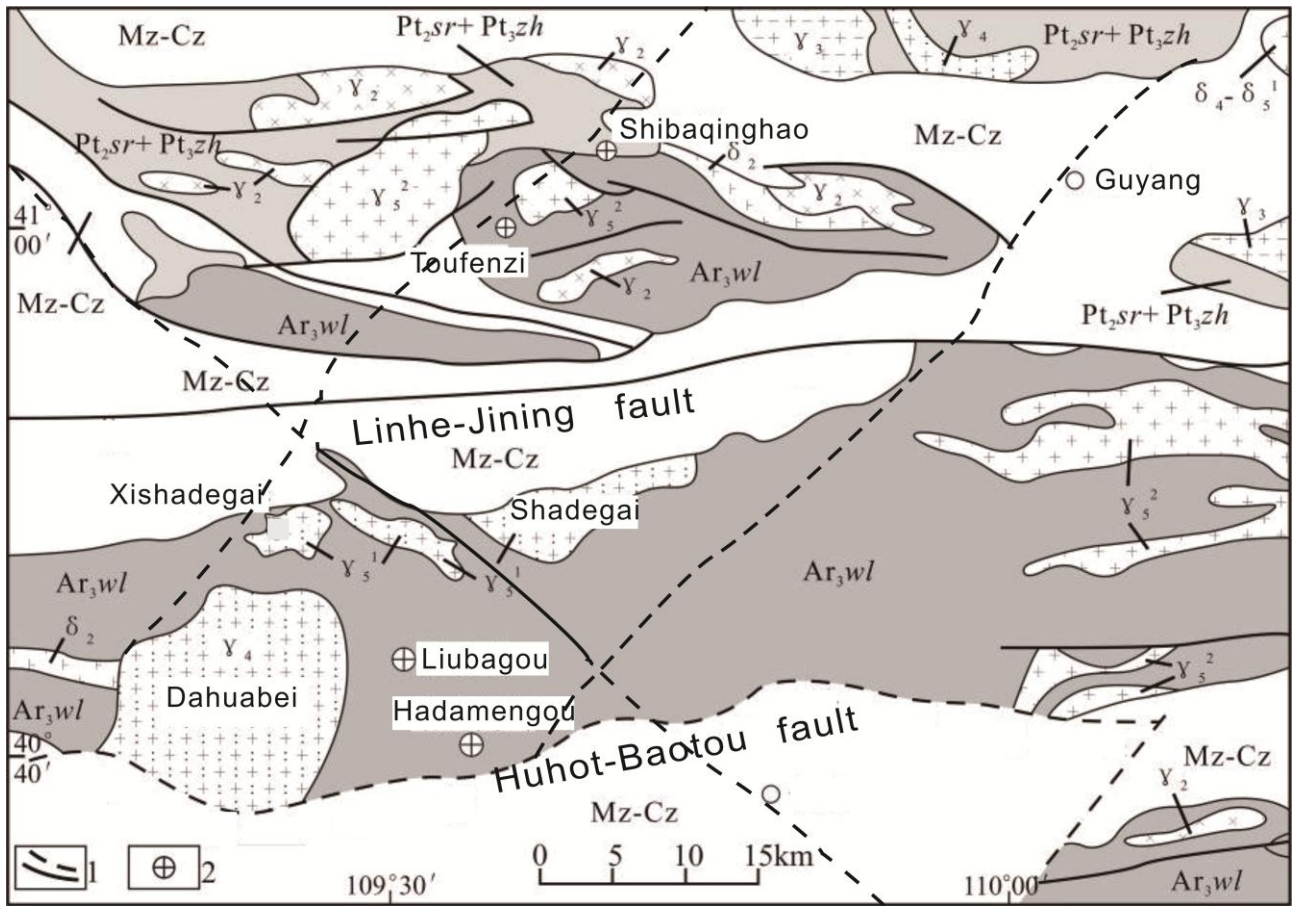 Mz-Cz
Pt₂sr+ Pt₃zh
γ₂
γ₂
γ₃
γ₄
Pt₂sr+ Pt₃zh
δ₄- δ₅¹
Shibaqinghao
Mz-Cz
Pt₂sr+ Pt₃zh
γ₂
γ₅²
δ₂
γ₂
Guyang
γ₅²
γ₃
41°
00′
Toufenzi
Ar₃wl
γ₂
Mz-Cz
Ar₃wl
Pt₂sr+ Pt₃zh
Mz-Cz
Linhe-Jining fault
Mz-Cz
Xishadegai
Shadegai
γ₅²
γ₅¹
γ₅¹
Ar₃wl
Ar₃wl
δ₂
γ₄
Liubagou
γ₅²
Dahuabei
Hadamengou
Ar₃wl
40°
40′
Huhot-Baotou fault
Mz-Cz
γ₂
Mz-Cz
1
2
0 5 10 15km
109°30′
110°00′
Ar₃wl